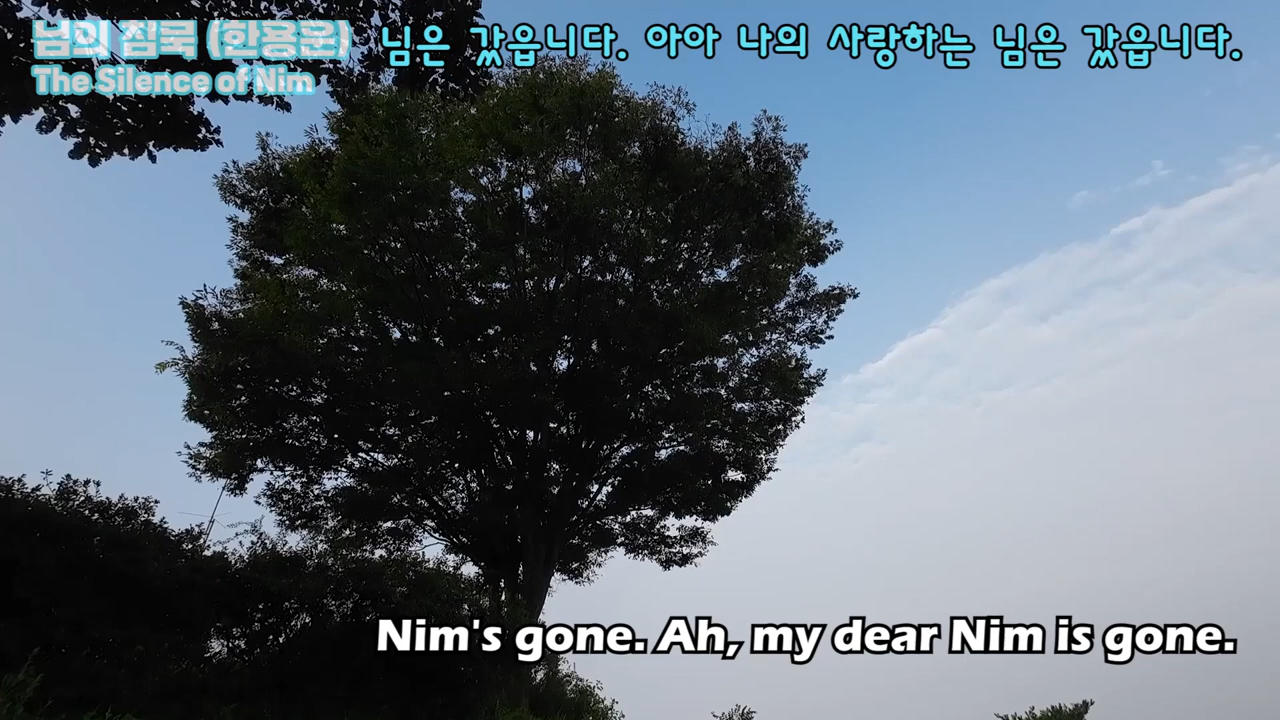 님의 침묵 (한용운)
The Silence of Nim
님은 갔읍니다. 아아 나의 사랑하는 님은 갔읍니다.
Nim's gone. Ah, my dear Nim is gone.